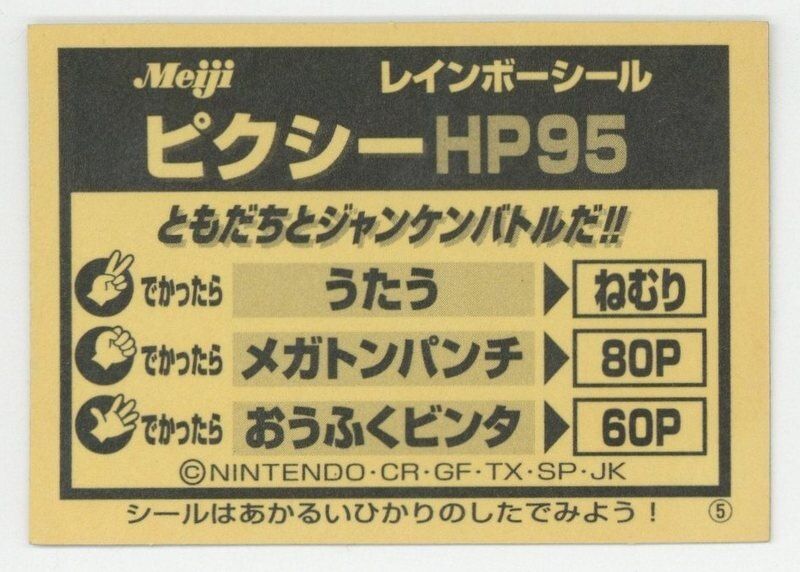 Meiji レインボーシール
ピクシーHP95
ともだちとジャンケンバトルだ!!
でかったら うたう ねむり
でかったら メガトンパンチ 80P
でかったら おうふくビンタ 60P
©NINTENDO・CR・GF・TX・SP・JK
シールはあかるいひかりのしたでみよう！ ⑤